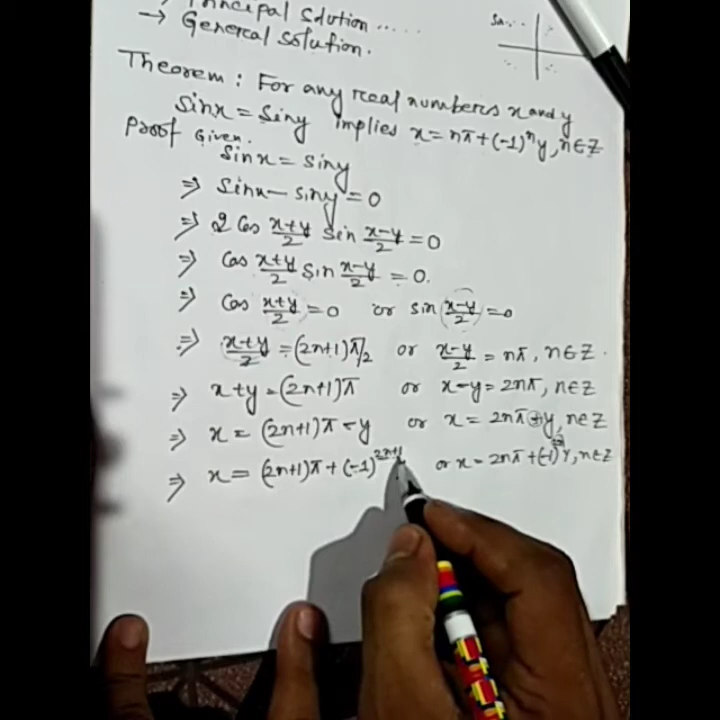 → Principal Solution .....
→ General Solution.
Sin...
Theorem : For any real numbers x and y
Sinx = Siny implies x = nπ + (-1)ⁿy, n∈Z
Proof Given.
Sinx = Siny
⇒ Sinx - Siny = 0
⇒ 2 Cos (x+y)/2 Sin (x-y)/2 = 0
⇒ Cos (x+y)/2 Sin (x-y)/2 = 0.
⇒ Cos (x+y)/2 = 0 or sin (x-y)/2 = 0
⇒ (x+y)/2 = (2n+1)π/2 or (x-y)/2 = nπ, n∈Z.
⇒ x+y = (2n+1)π or x-y = 2nπ, n∈Z
⇒ x = (2n+1)π - y or x = 2nπ + y, n∈Z
⇒ x = (2n+1)π + (-1)²ⁿ⁺¹ or x = 2nπ + (-1)²ⁿy, n∈Z